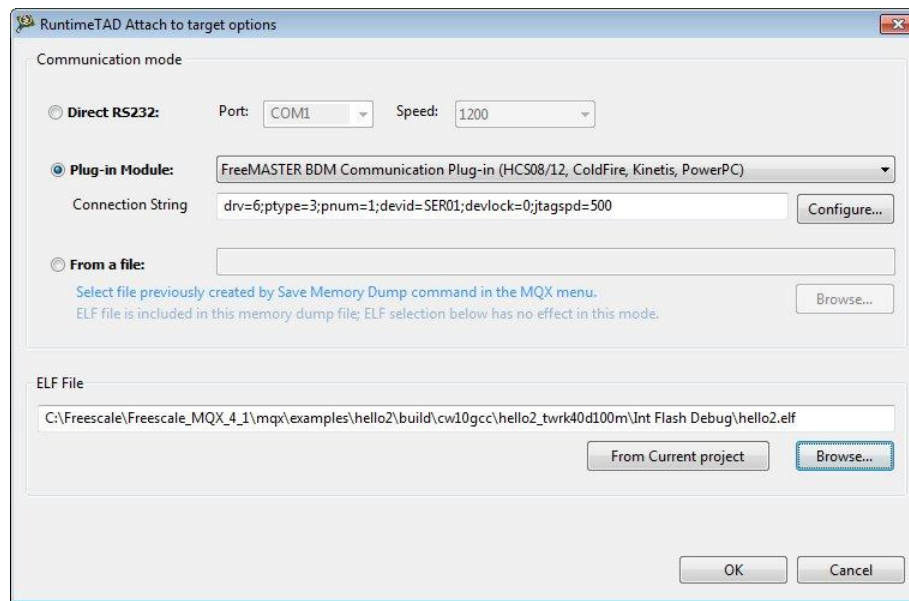 RuntimeTAD Attach to target options
Communication mode
Direct RS232: Port: COM1 Speed: 1200
Plug-in Module: FreeMASTER BDM Communication Plug-in (HCS08/12, ColdFire, Kinetis, PowerPC)
Connection String drv=6;ptype=3;pnum=1;devid=SER01;devlock=0;jtagspd=500 Configure...
From a file:
Select file previously created by Save Memory Dump command in the MQX menu. Browse...
ELF file is included in this memory dump file; ELF selection below has no effect in this mode.
ELF File
C:\Freescale\Freescale_MQX_4_1\mqx\examples\hello2\build\cw10gcc\hello2_twrk40d100m\Int Flash Debug\hello2.elf
From Current project Browse...
OK Cancel